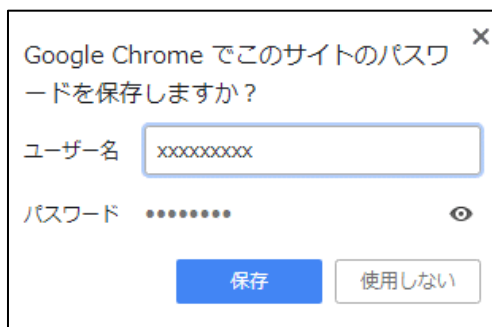 Google Chrome でこのサイトのパスワ
ードを保存しますか？
ユーザー名 xxxxxxxxx
パスワード ••••••••
保存 使用しない